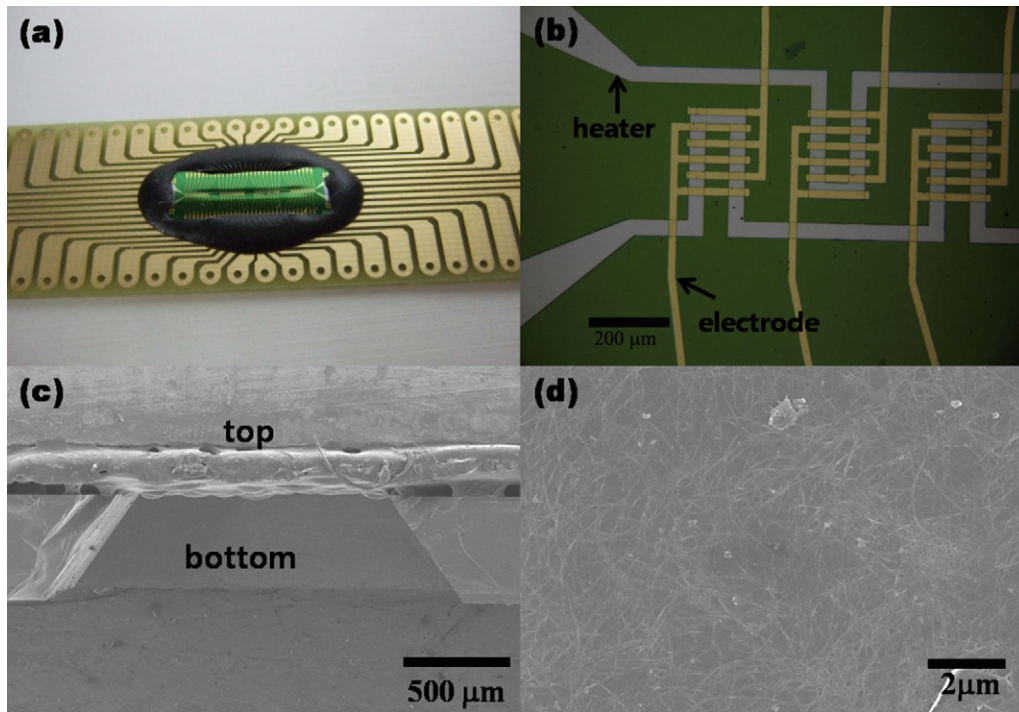 (a)
(b)
heater
electrode
200 μm
(c)
top
bottom
500 μm
(d)
2μm